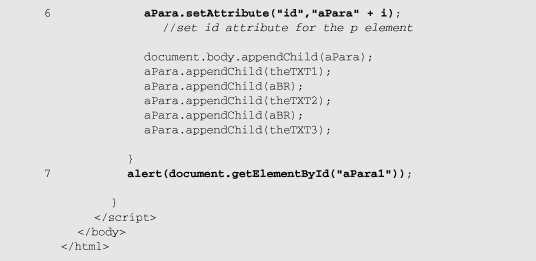 6 aPara.setAttribute("id","aPara" + i);
//set id attribute for the p element
document.body.appendChild(aPara);
aPara.appendChild(theTXT1);
aPara.appendChild(aBR);
aPara.appendChild(theTXT2);
aPara.appendChild(aBR);
aPara.appendChild(theTXT3);
}
7 alert(document.getElementById("aPara1"));
}
</script>
</body>
</html>